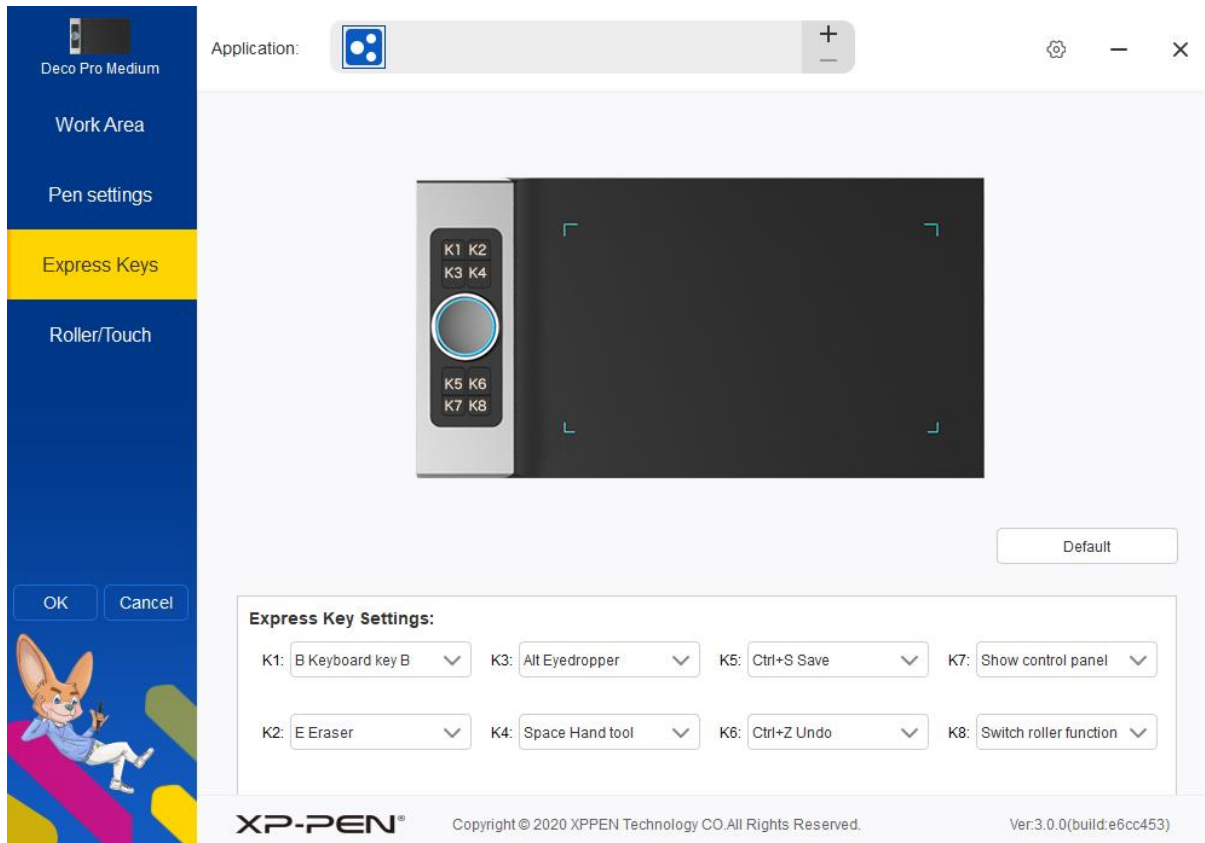 Deco Pro Medium
Application:
+
Work Area
Pen settings
Express Keys
Roller/Touch
K1 K2
K3 K4
K5 K6
K7 K8
Default
OK Cancel
Express Key Settings:
K1: B Keyboard key B K3: Alt Eyedropper K5: Ctrl+S Save K7: Show control panel
K2: E Eraser K4: Space Hand tool K6: Ctrl+Z Undo K8: Switch roller function
XP-PEN® Copyright © 2020 XPPEN Technology CO.All Rights Reserved. Ver:3.0.0(build:e6cc453)